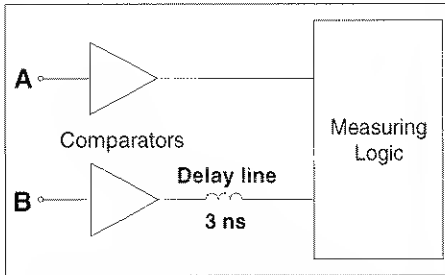 A
Comparators
Measuring
Logic
B
Delay line
3 ns